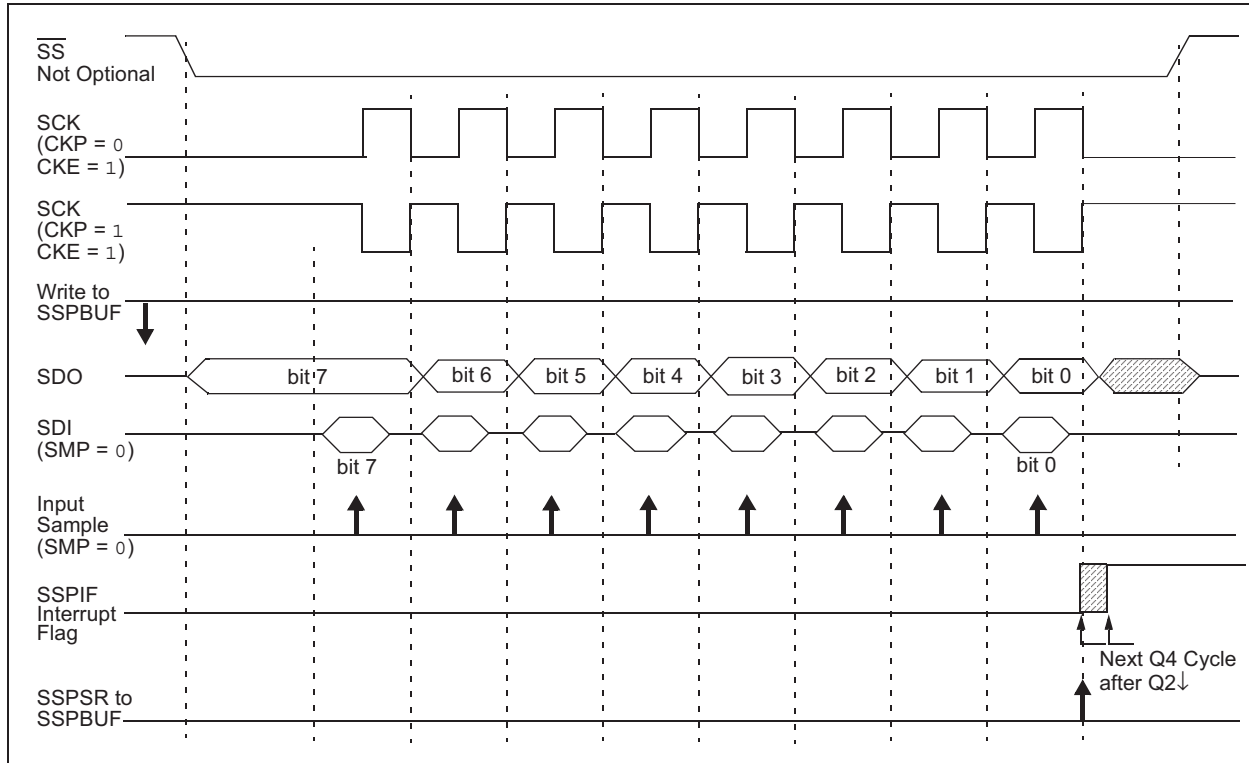 SS
Not Optional
SCK
(CKP = 0
CKE = 1)
SCK
(CKP = 1
CKE = 1)
Write to
SSPBUF
SDO
bit 7 bit 6 bit 5 bit 4 bit 3 bit 2 bit 1 bit 0
SDI
(SMP = 0)
bit 7 bit 0
Input
Sample
(SMP = 0)
SSPIF
Interrupt
Flag
Next Q4 Cycle
after Q2↓
SSPSR to
SSPBUF